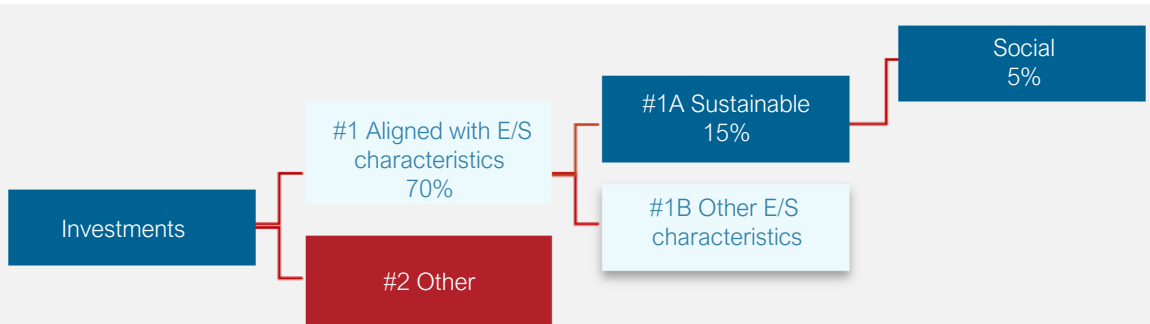 Investments
#1 Aligned with E/S
characteristics
70%
#2 Other
#1A Sustainable
15%
#1B Other E/S
characteristics
Social
5%